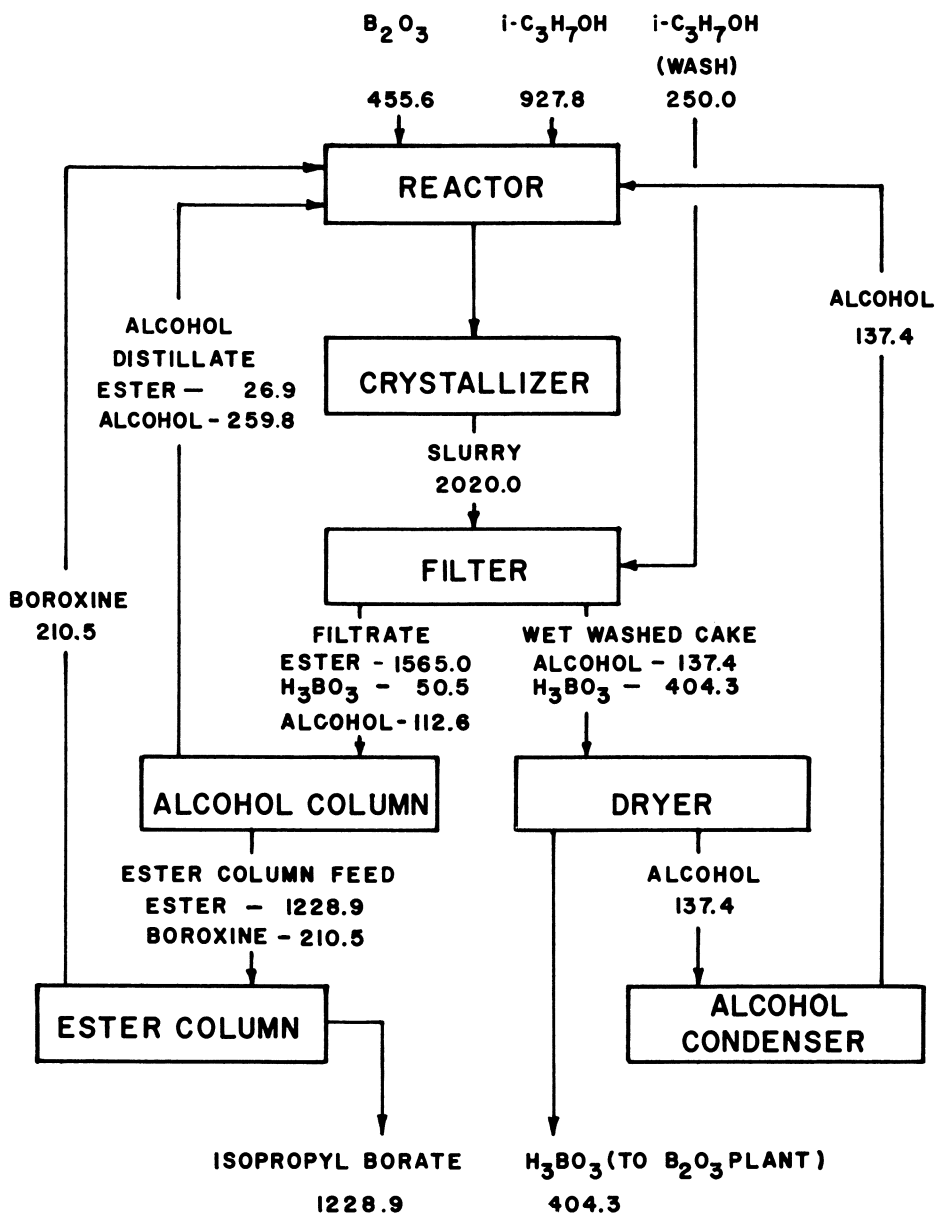 B₂O₃ i-C₃H₇OH i-C₃H₇OH
(WASH)
455.6 927.8 250.0
REACTOR
ALCOHOL
137.4
ALCOHOL
DISTILLATE
ESTER — 26.9
ALCOHOL - 259.8
CRYSTALLIZER
SLURRY
2020.0
FILTER
BOROXINE
210.5
FILTRATE
ESTER - 1565.0
H₃BO₃ - 50.5
ALCOHOL - 112.6
WET WASHED CAKE
ALCOHOL - 137.4
H₃BO₃ — 404.3
ALCOHOL COLUMN
DRYER
ESTER COLUMN FEED
ESTER — 1228.9
BOROXINE - 210.5
ALCOHOL
137.4
ESTER COLUMN
ALCOHOL
CONDENSER
ISOPROPYL BORATE
1228.9
H₃BO₃ (TO B₂O₃ PLANT)
404.3